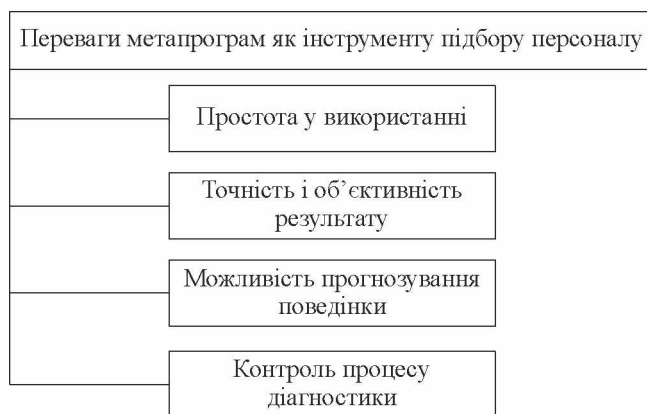 Переваги метапрограм як інструменту підбору персоналу
Простота у використанні
Точність і об’єктивність
результату
Можливість прогнозування
поведінки
Контроль процесу
діагностики